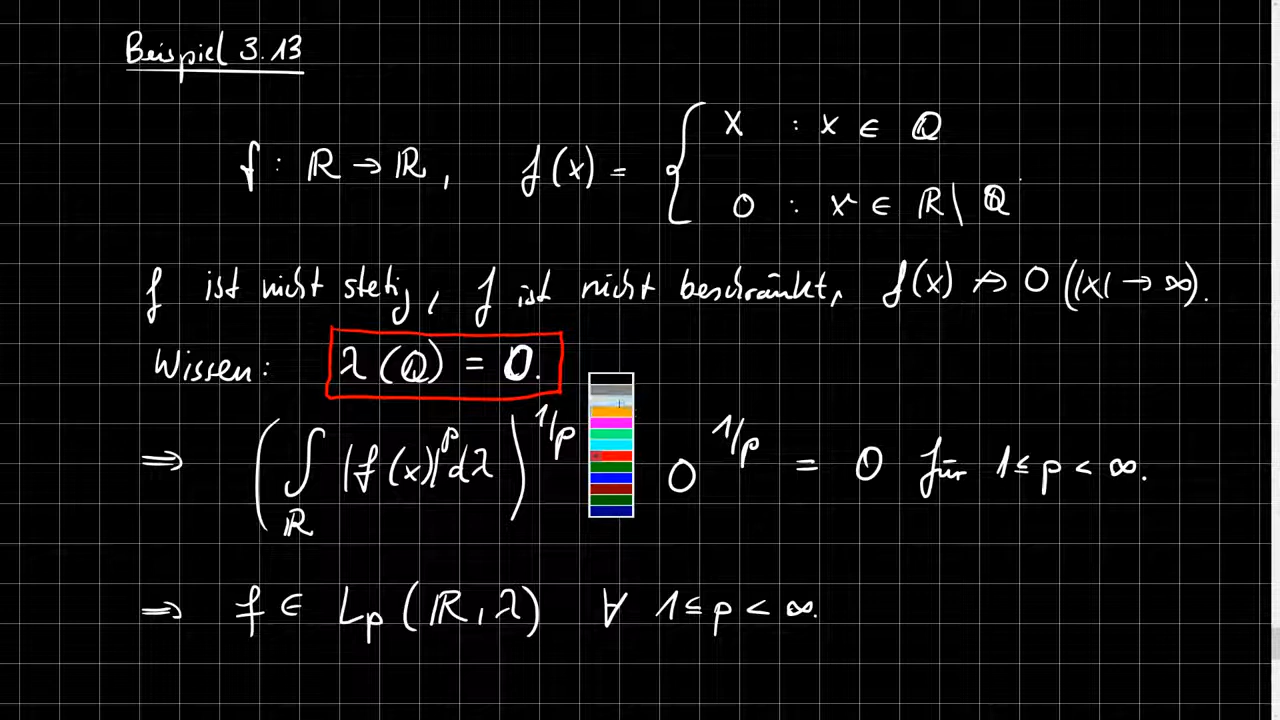 Beispiel 3.13
f : ℝ → ℝ, f(x) = { x : x ∈ ℚ
0 : x ∈ ℝ \ ℚ
f ist nicht stetig, f ist nicht beschränkt, f(x) ↛ 0 (|x| → ∞).
Wissen: λ(ℚ) = 0.
⇒ (∫_ℝ |f(x)|^p dλ)^{1/p} 0^{1/p} = 0 für 1 ≤ p < ∞.
⇒ f ∈ L_p(ℝ, λ) ∀ 1 ≤ p < ∞.